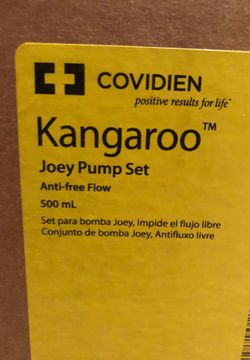 COVIDIEN
positive results for life™
Kangaroo™
Joey Pump Set
Anti-free Flow
500 mL
Set para bomba Joey, Impide el flujo libre
Conjunto de bomba Joey, Antifluxo livre